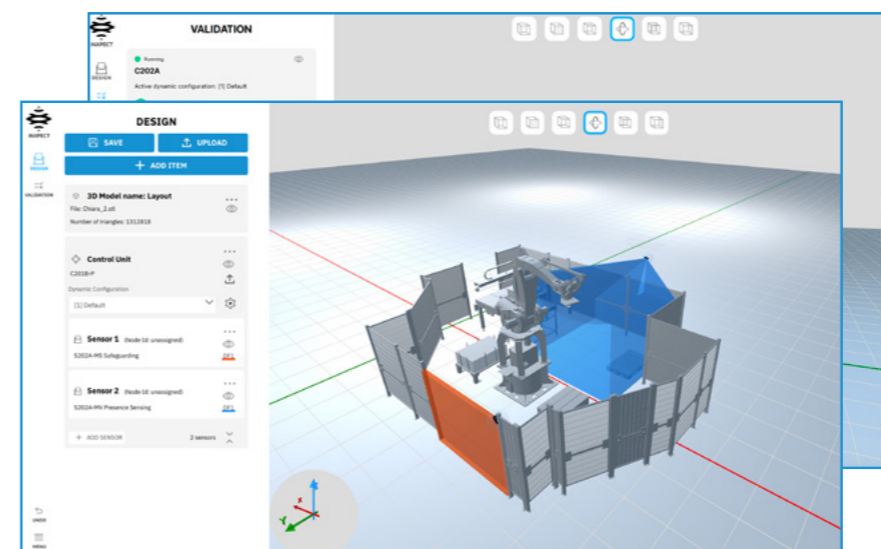 INXPECT
VALIDATION
Running
C202A
Active dynamic configuration: [1] Default
DESIGN
INXPECT
DESIGN
SAVE
UPLOAD
+ ADD ITEM
DESIGN
VALIDATION
3D Model name: Layout
File: Chiara_2.stl
Number of triangles: 1312818
Control Unit
C201B-P
Dynamic Configuration
[1] Default
Sensor 1 (Node Id: unassigned)
S202A-MS Safeguarding
DF1
Sensor 2 (Node Id: unassigned)
S202A-MV Presence Sensing
DF1
+ ADD SENSOR
2 sensors
UNDO
MENU
X
Y
Z